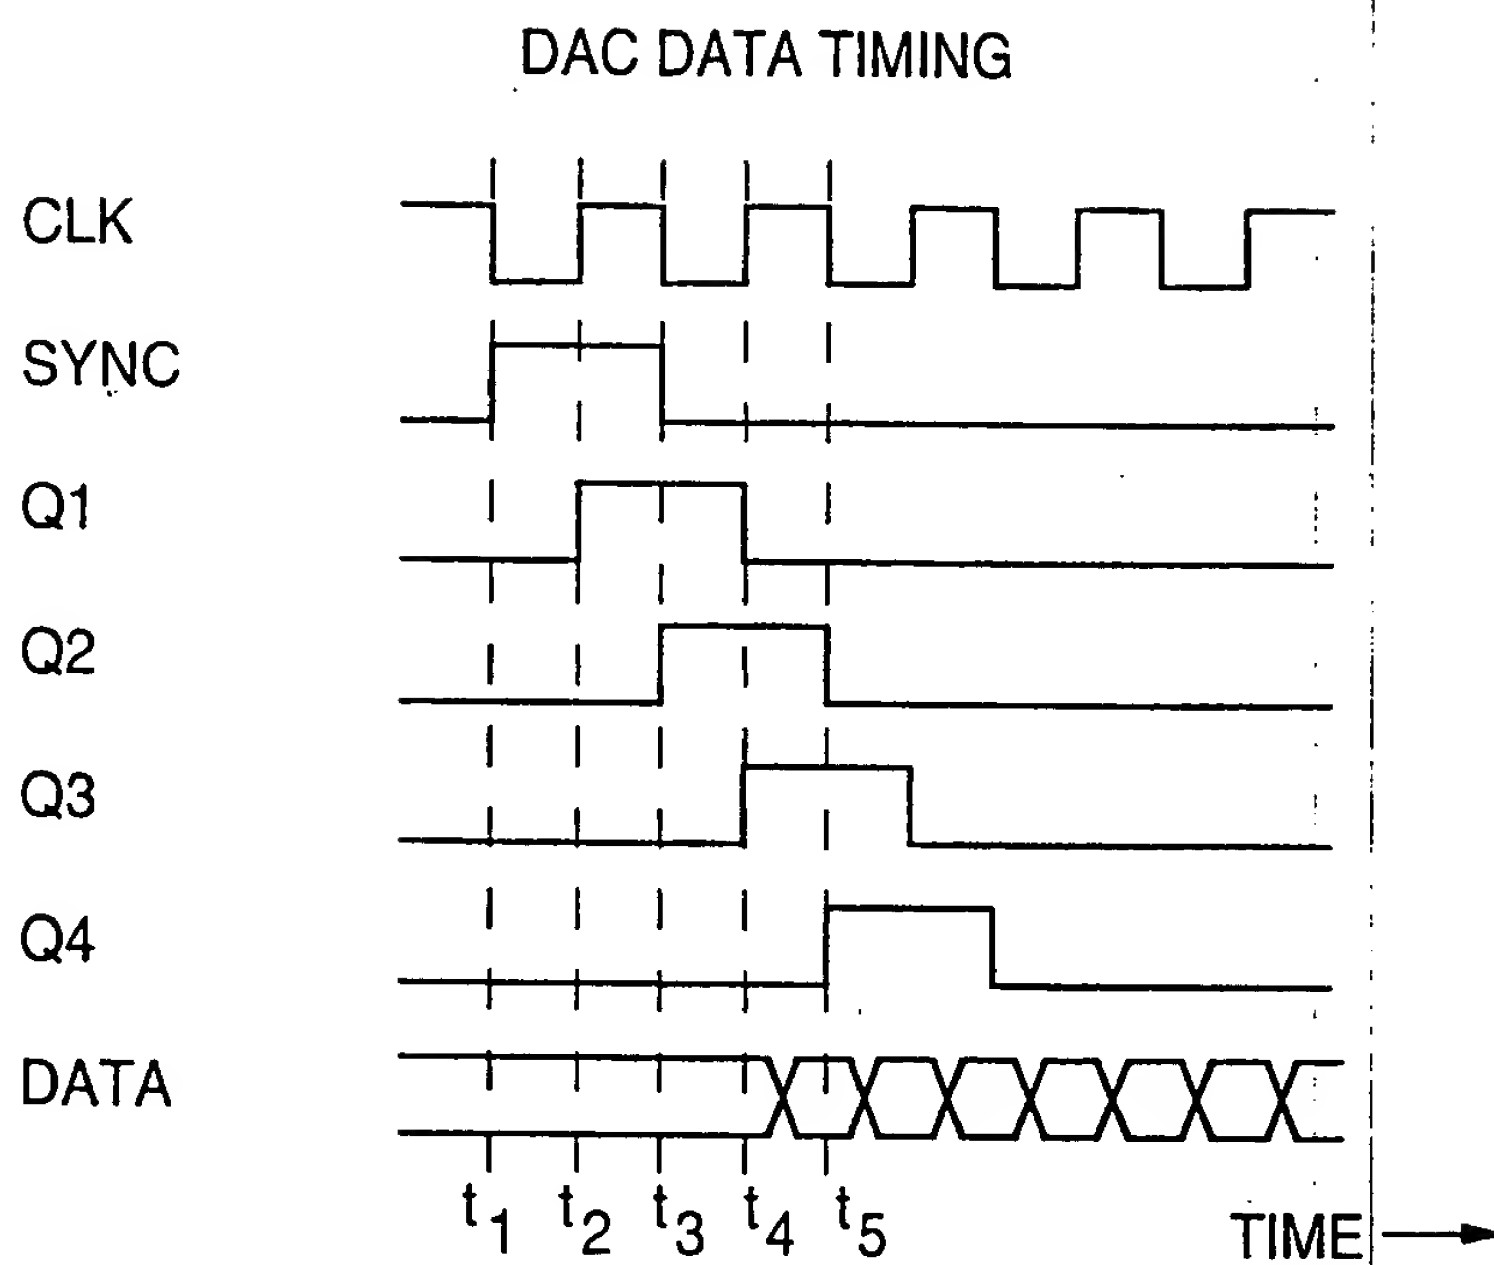 DAC DATA TIMING
CLK
SYNC
Q1
Q2
Q3
Q4
DATA
t1 t2 t3 t4 t5
TIME